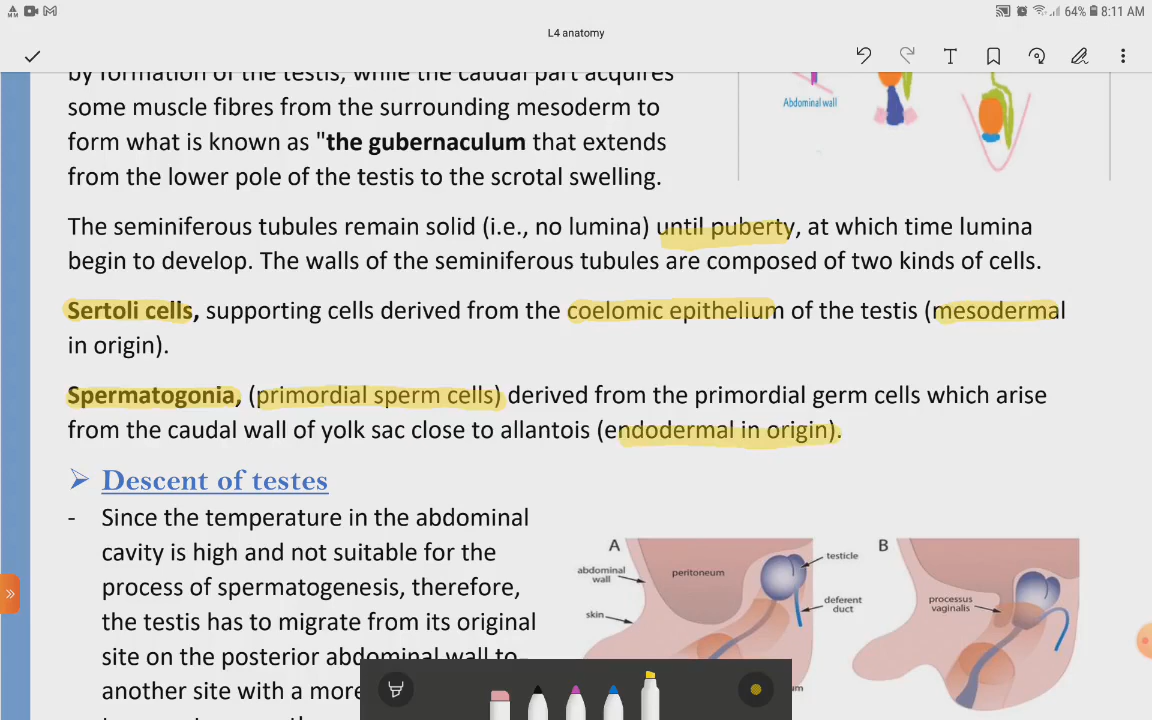 64% 8:11 AM
L4 anatomy
by formation of the testis, while the caudal part acquires
some muscle fibres from the surrounding mesoderm to
form what is known as "the gubernaculum that extends
from the lower pole of the testis to the scrotal swelling.
Abdominal wall
The seminiferous tubules remain solid (i.e., no lumina) until puberty, at which time lumina
begin to develop. The walls of the seminiferous tubules are composed of two kinds of cells.
Sertoli cells, supporting cells derived from the coelomic epithelium of the testis (mesodermal
in origin).
Spermatogonia, (primordial sperm cells) derived from the primordial germ cells which arise
from the caudal wall of yolk sac close to allantois (endodermal in origin).
Descent of testes
- Since the temperature in the abdominal
cavity is high and not suitable for the
process of spermatogenesis, therefore,
the testis has to migrate from its original
site on the posterior abdominal wall to
another site with a more
A
abdominal
wall
peritoneum
testicle
deferent
duct
skin
B
processus
vaginalis